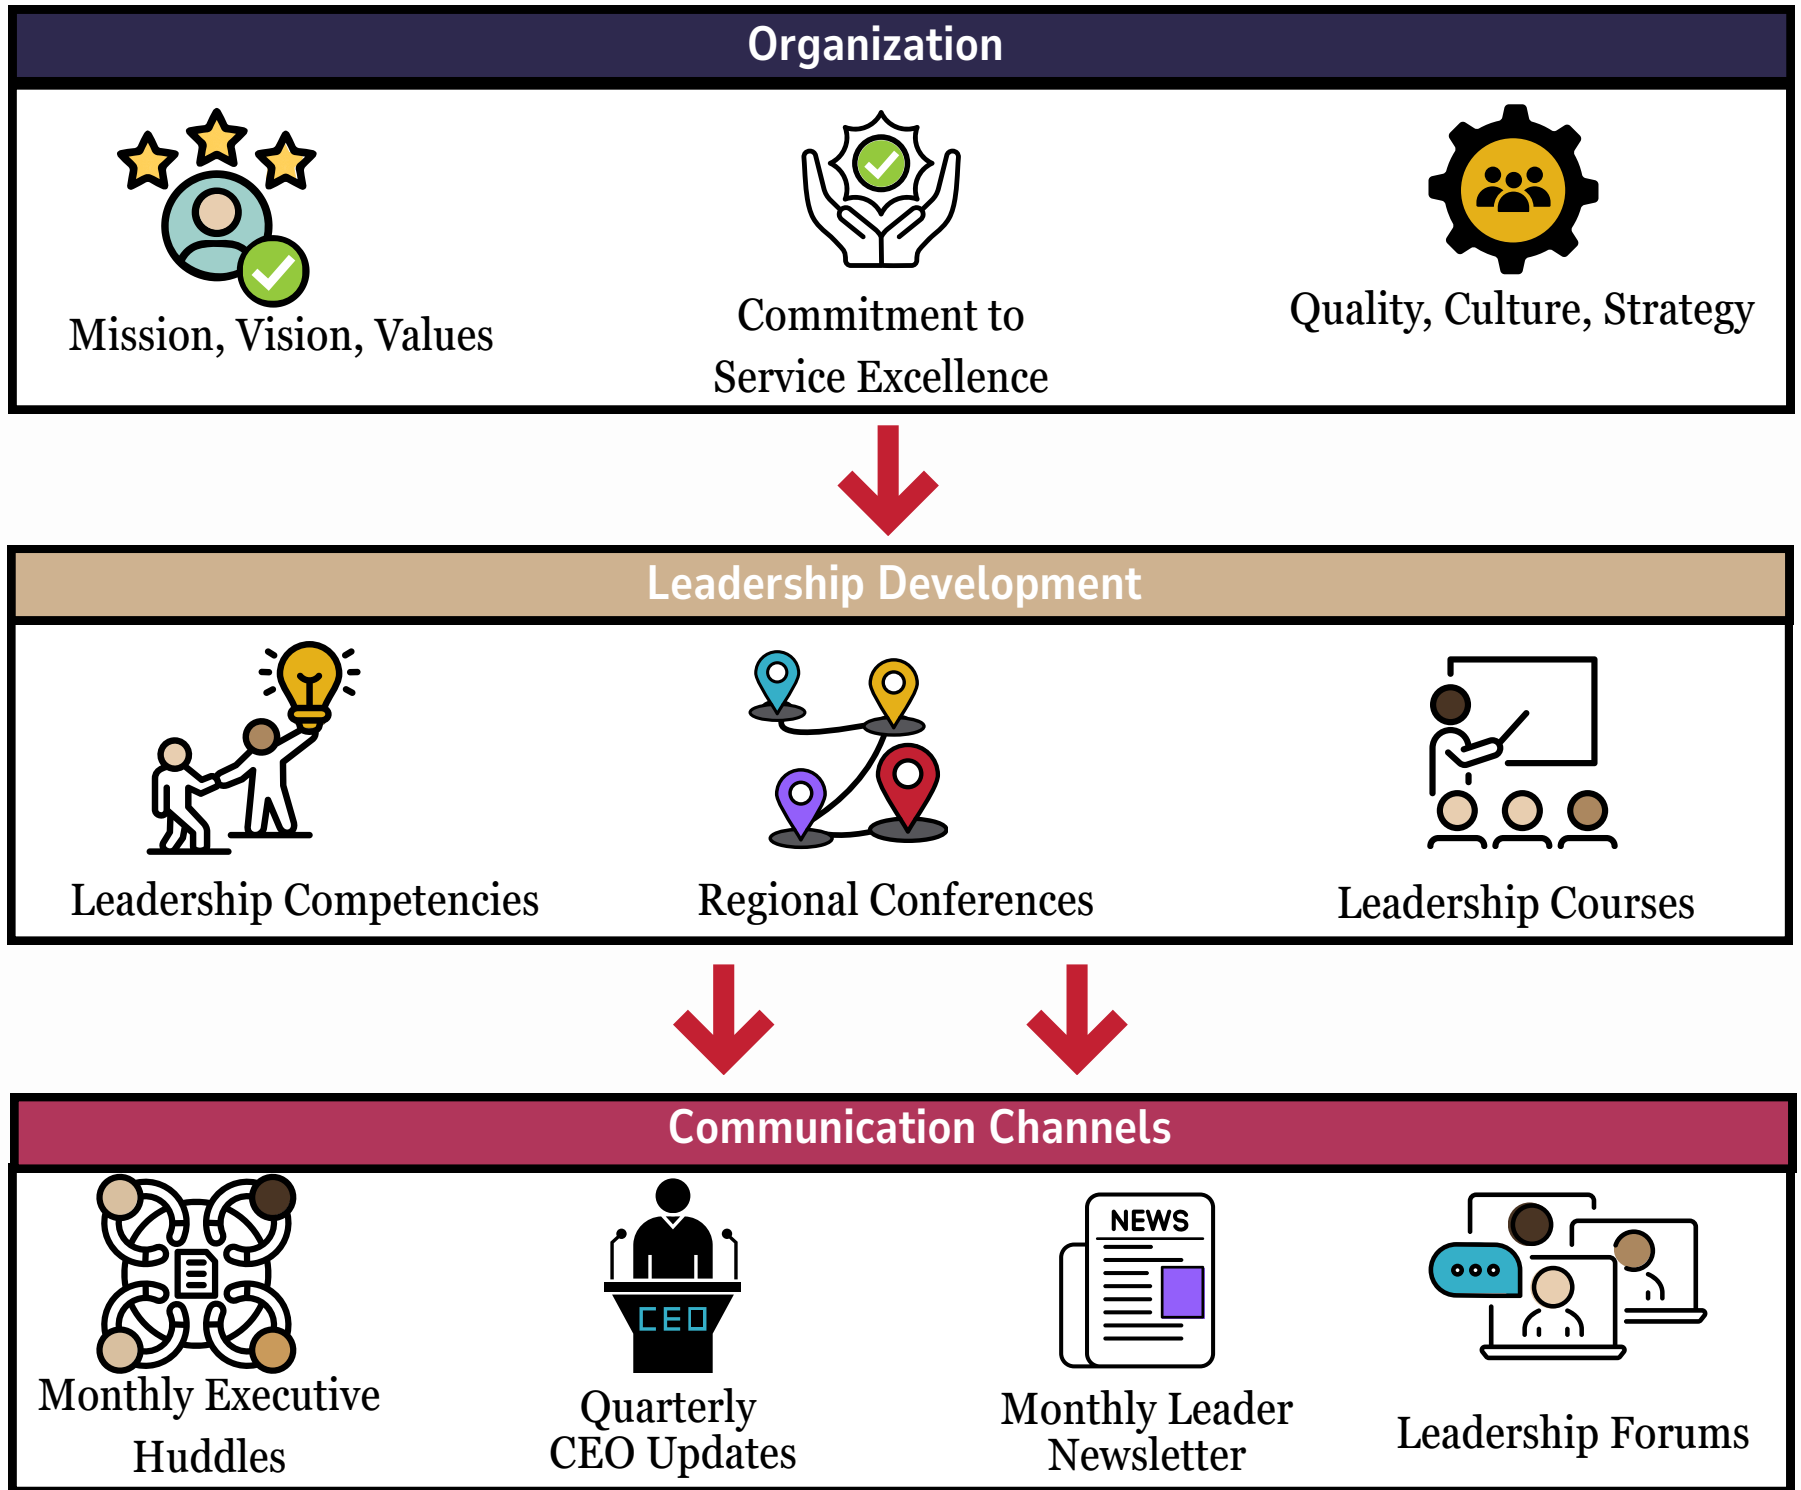 Organization
Mission, Vision, Values
Commitment to
Service Excellence
Quality, Culture, Strategy
Leadership Development
Leadership Competencies
Regional Conferences
Leadership Courses
Communication Channels
Monthly Executive
Huddles
CEO
Quarterly
CEO Updates
NEWS
Monthly Leader
Newsletter
Leadership Forums